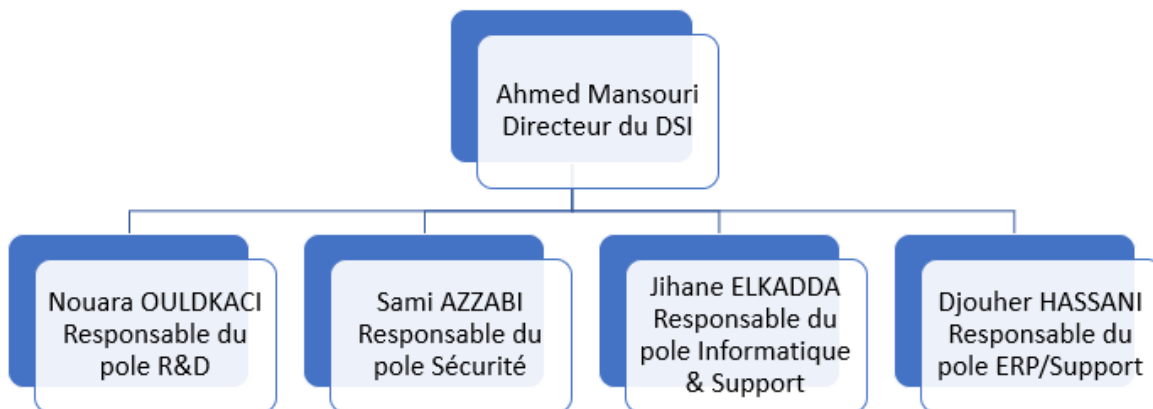 Ahmed Mansouri
Directeur du DSI
Nouara OULDKACI
Responsable du
pole R&D
Sami AZZABI
Responsable du
pole Sécurité
Jihane ELKADDA
Responsable du
pole Informatique
& Support
Djouher HASSANI
Responsable du
pole ERP/Support